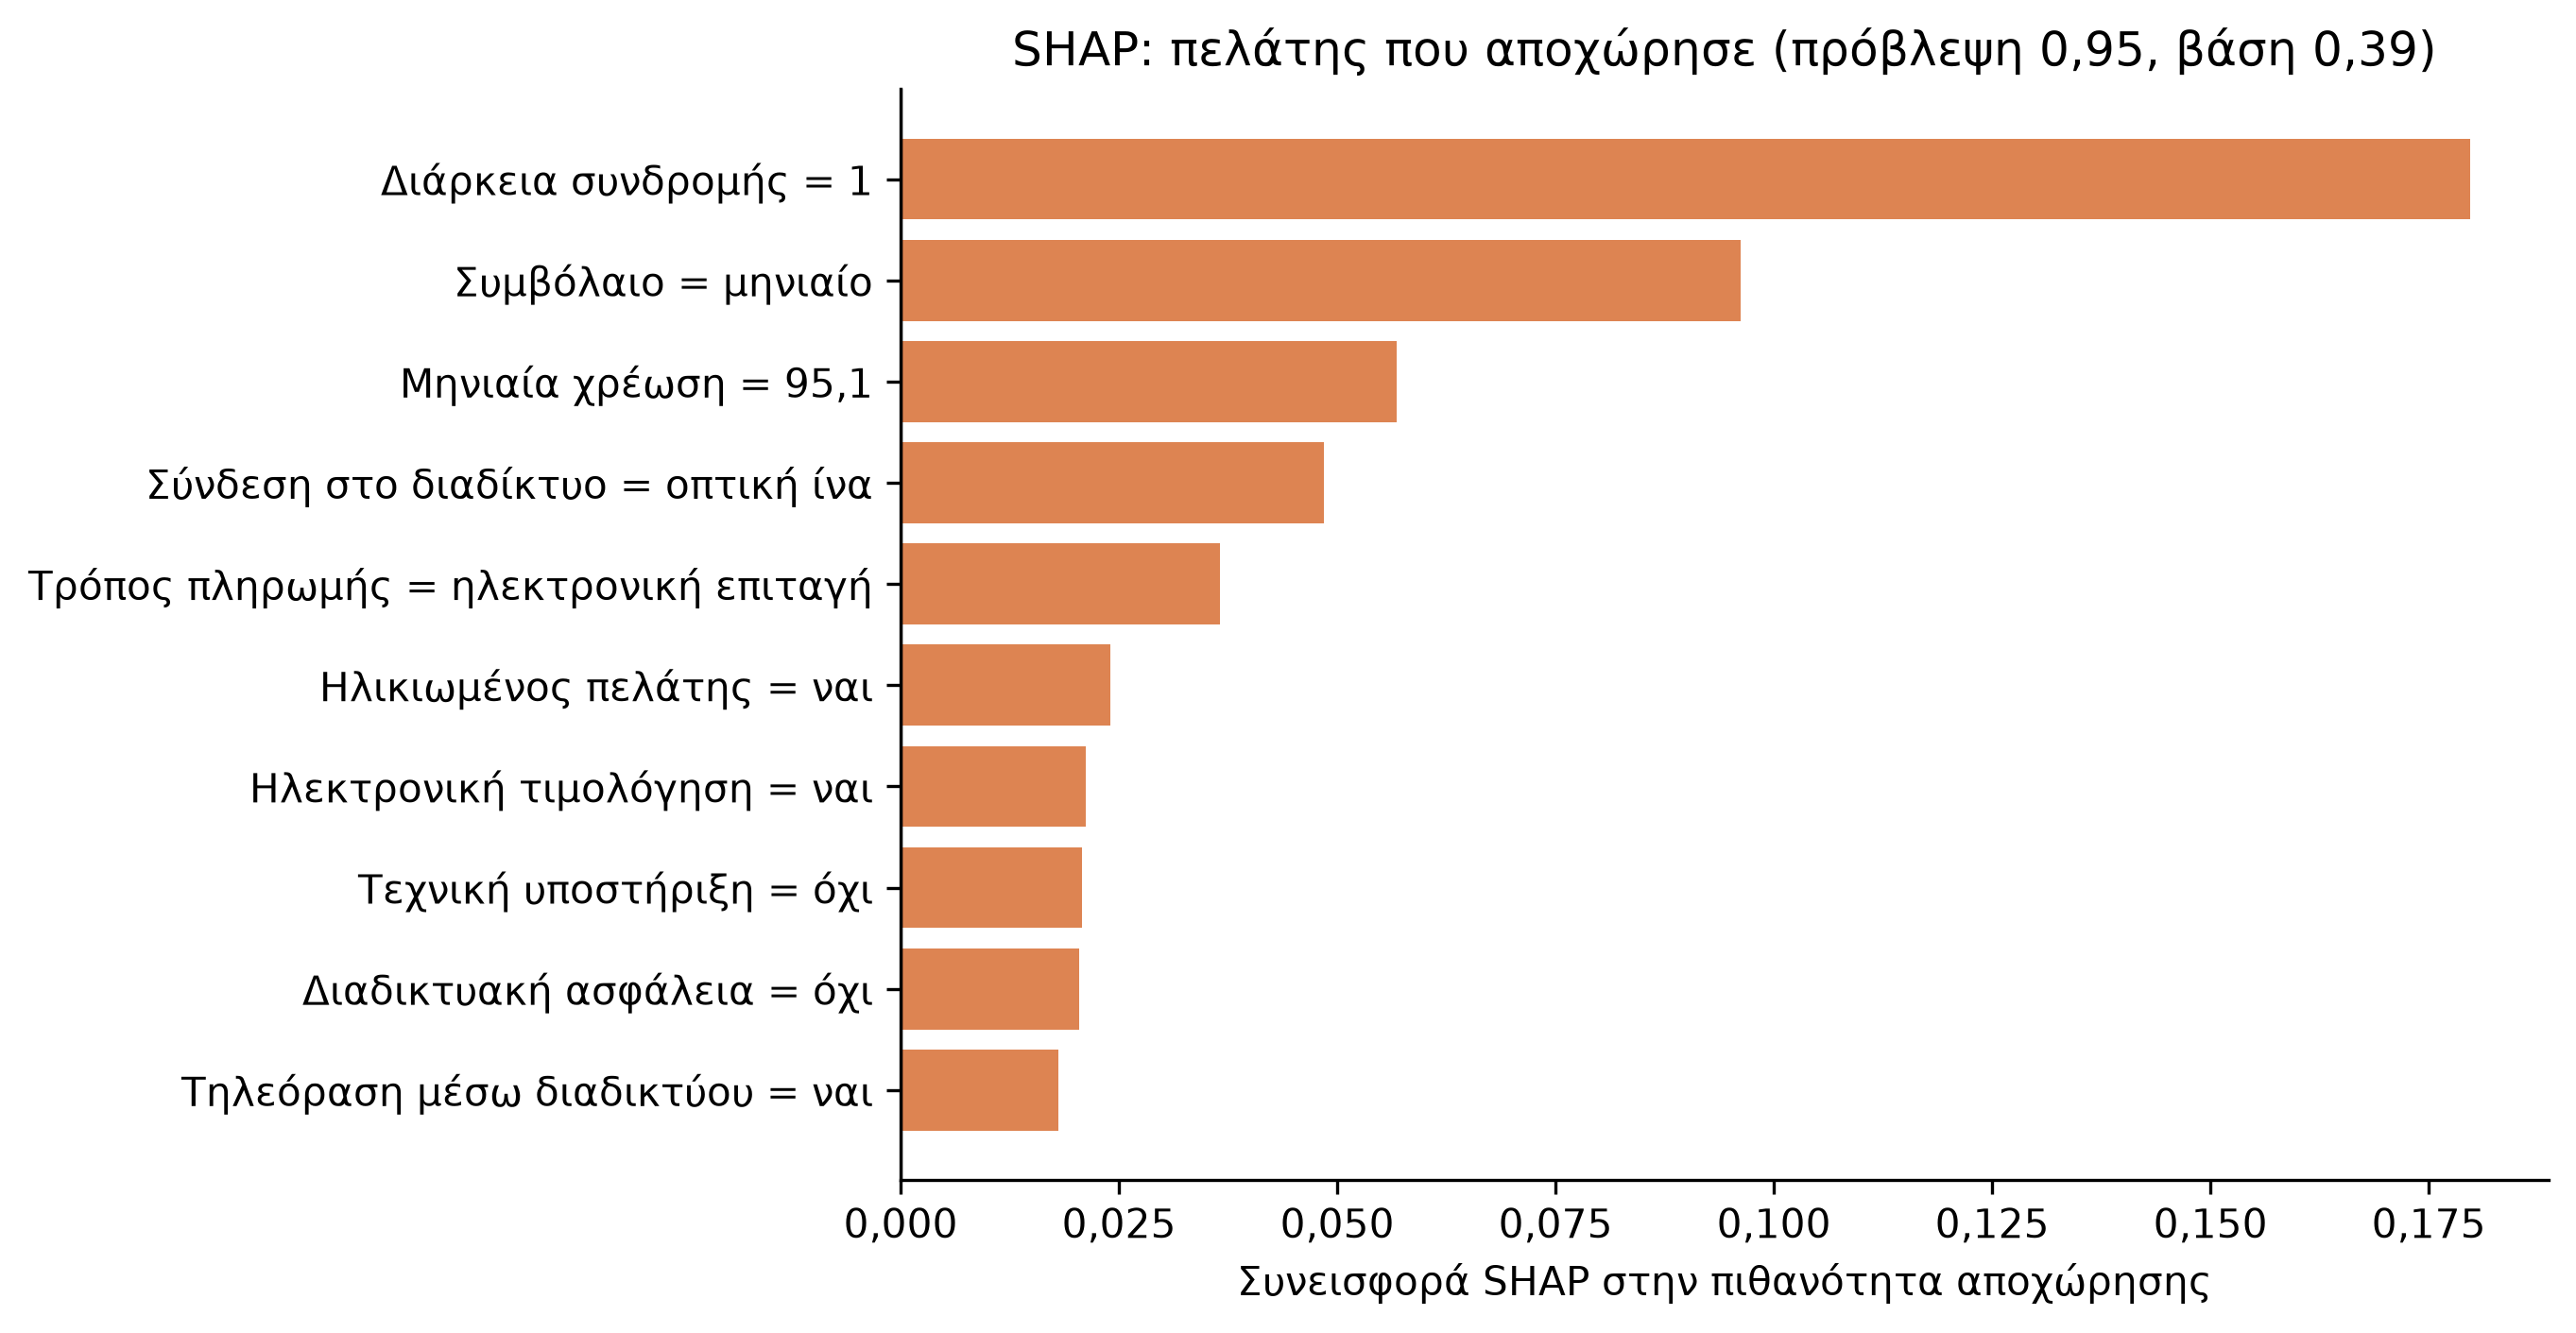 SHAP: πελάτης που αποχώρησε (πρόβλεψη 0,95, βάση 0,39)
Διάρκεια συνδρομής = 1
Συμβόλαιο = μηνιαίο
Μηνιαία χρέωση = 95,1
Σύνδεση στο διαδίκτυο = οπτική ίνα
Τρόπος πληρωμής = ηλεκτρονική επιταγή
Ηλικιωμένος πελάτης = ναι
Ηλεκτρονική τιμολόγηση = ναι
Τεχνική υποστήριξη = όχι
Διαδικτυακή ασφάλεια = όχι
Τηλεόραση μέσω διαδικτύου = ναι
0,000 0,025 0,050 0,075 0,100 0,125 0,150 0,175
Συνεισφορά SHAP στην πιθανότητα αποχώρησης